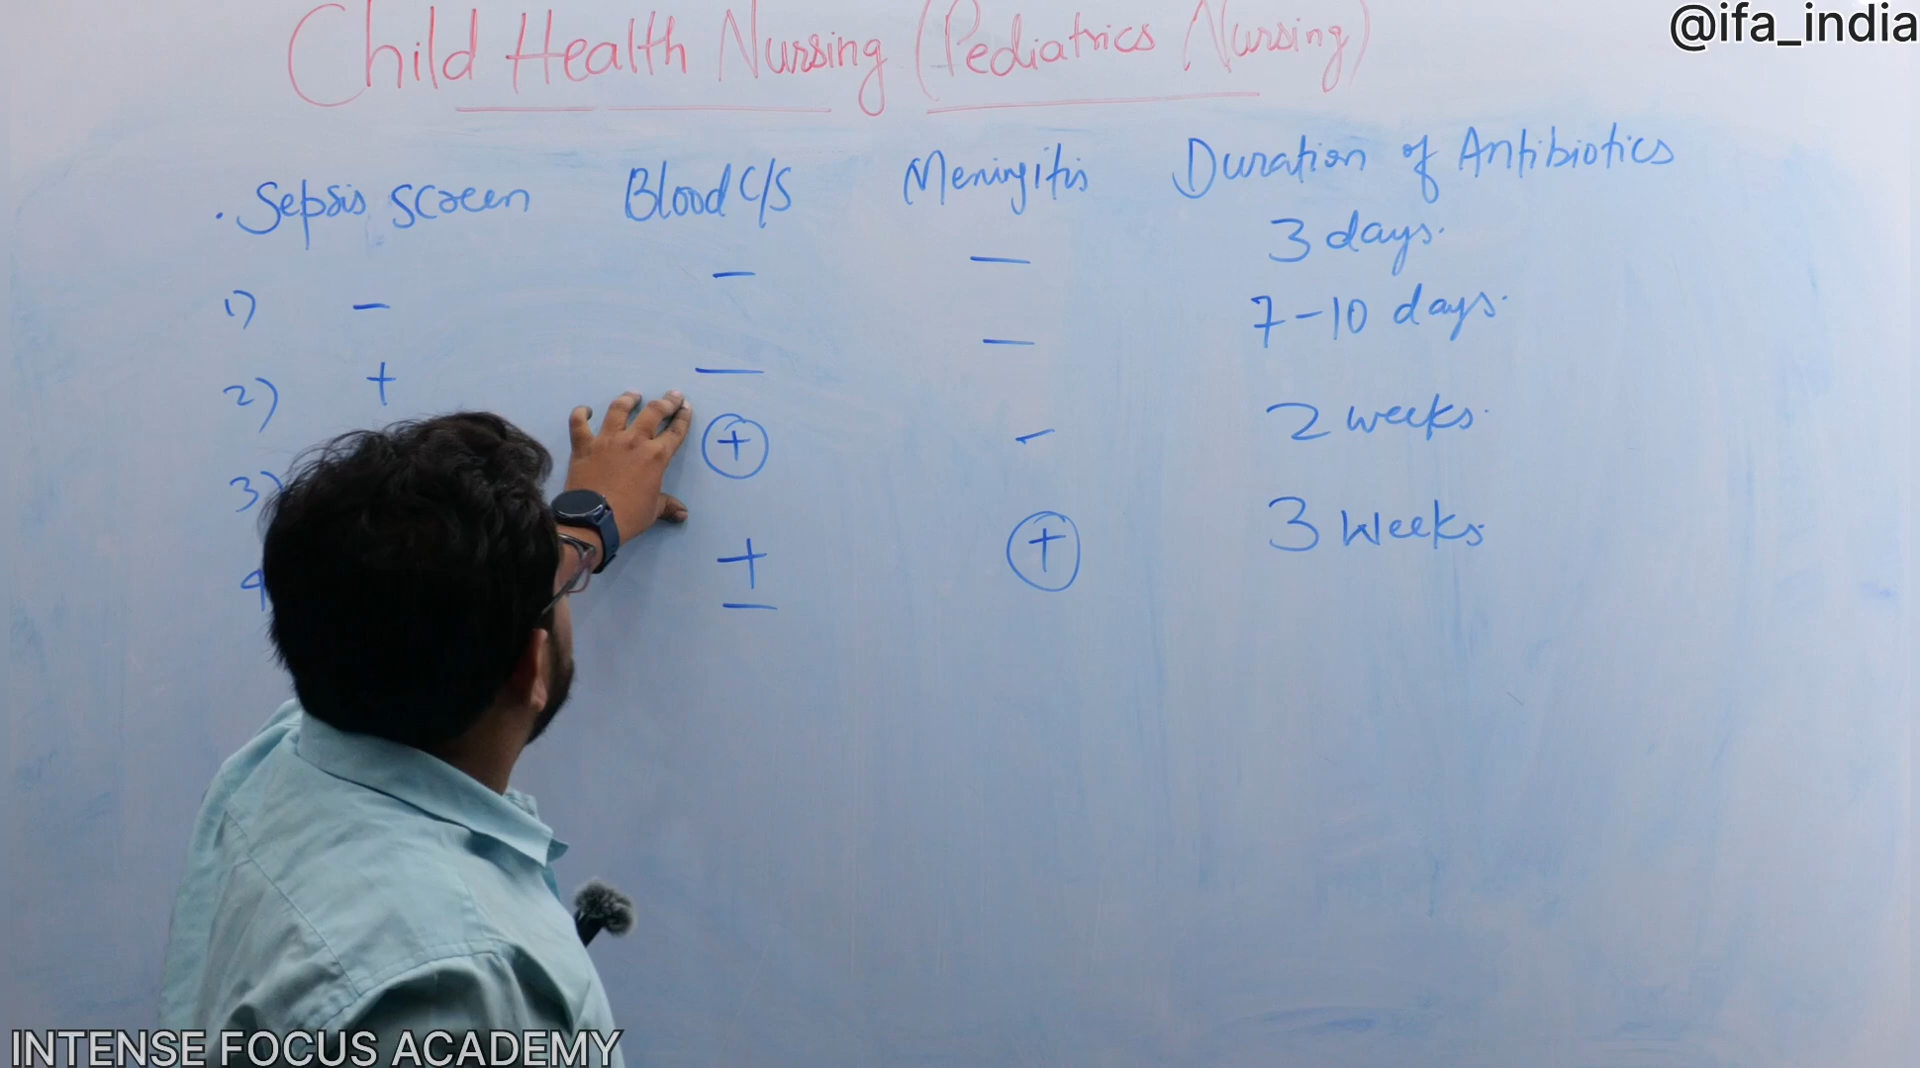 @ifa_india
Child Health Nursing (Pediatrics Nursing)
. Sepsis screen Blood C/S Meningitis Duration of Antibiotics
1) - - - 3 days.
2) + - - 7-10 days.
3) + - 2 weeks.
+
-
+ 3 Weeks.
INTENSE FOCUS ACADEMY